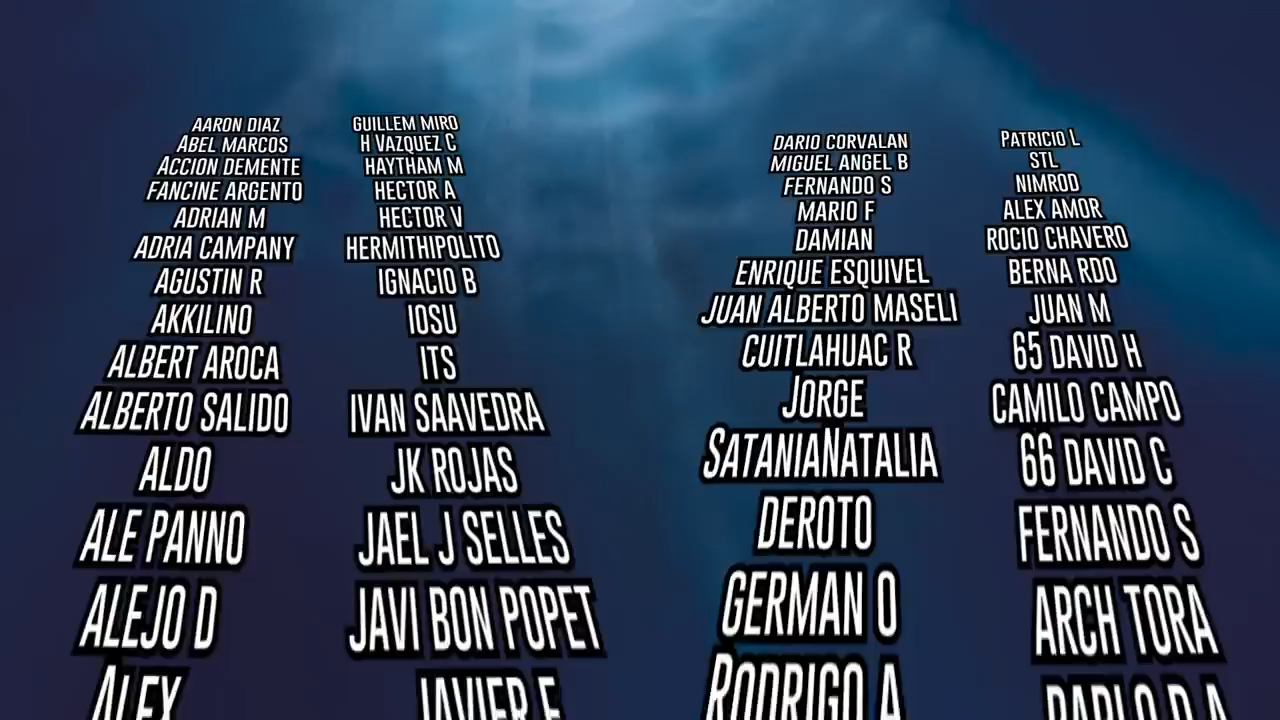 AARON DIAZ
ABEL MARCOS
ACCION DEMENTE
FANCINE ARGENTO
ADRIAN M
ADRIA CAMPANY
AGUSTIN R
AKKILINO
ALBERT AROCA
ALBERTO SALIDO
ALDO
ALE PANNO
ALEJO D
ALEX
GUILLEM MIRO
H VAZQUEZ C
HAYTHAM M
HECTOR A
HECTOR V
HERMITHIPOLITO
IGNACIO B
IOSU
ITS
IVAN SAAVEDRA
JK ROJAS
JAEL J SELLES
JAVI BON POPET
JAVIER F
DARIO CORVALAN
MIGUEL ANGEL B
FERNANDO S
MARIO F
DAMIAN
ENRIQUE ESQUIVEL
JUAN ALBERTO MASELI
CUITLAHUAC R
JORGE
SATANIANATALIA
DEROTO
GERMAN O
RODRIGO A
PATRICIO L
STL
NIMROD
ALEX AMOR
ROCIO CHAVERO
BERNA RDO
JUAN M
65 DAVID H
CAMILO CAMPO
66 DAVID C
FERNANDO S
ARCH TORA
PABLO D A